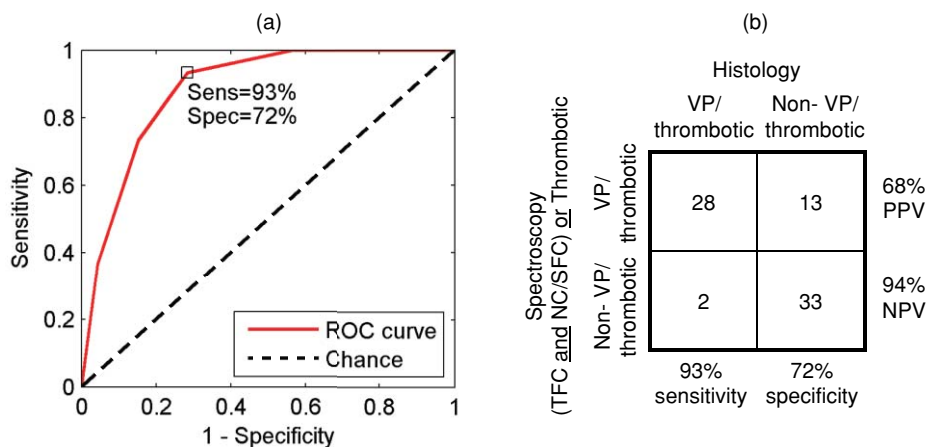 (a)
1
0.8
0.6
0.4
0.2
0
0
0.2
0.4
0.6
0.8
1
Sensitivity
1 - Specificity
Sens=93%
Spec=72%
ROC curve
Chance
(b)
Histology
VP/
thrombotic
Non- VP/
thrombotic
Spectroscopy
(TFC and NC/SFC) or Thrombotic
VP/
thrombotic
28
13
68%
PPV
Non- VP/
thrombotic
2
33
94%
NPV
93%
sensitivity
72%
specificity